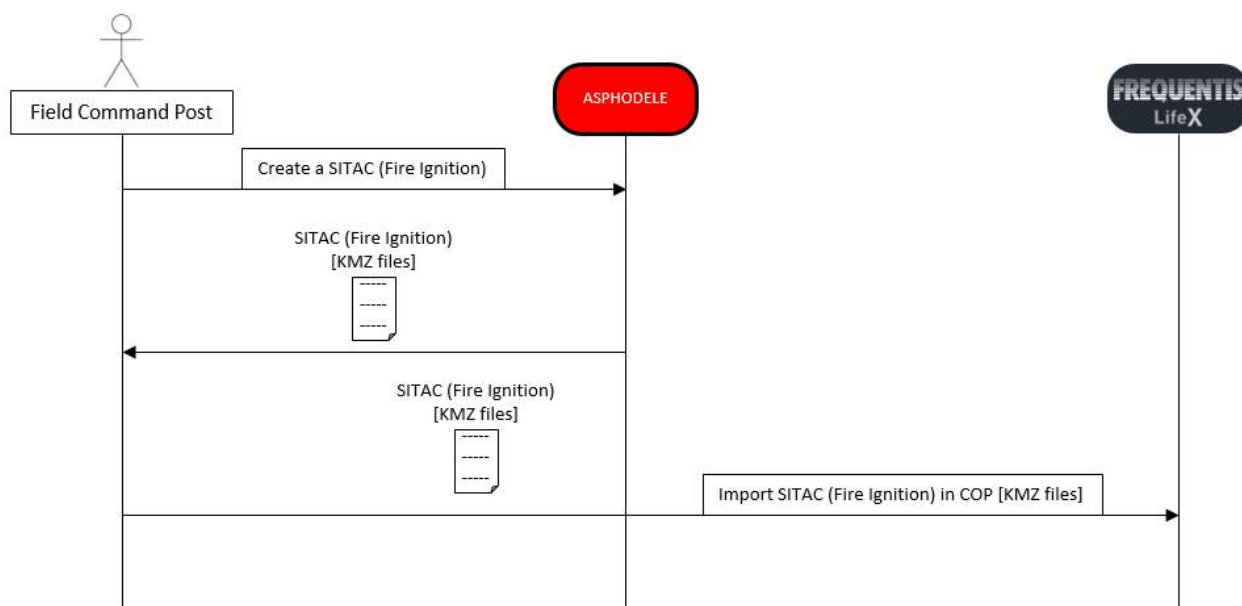 Field Command Post
ASPHODELE
FREQUENTIS
LifeX
Create a SITAC (Fire Ignition)
SITAC (Fire Ignition)
[KMZ files]
SITAC (Fire Ignition)
[KMZ files]
Import SITAC (Fire Ignition) in COP [KMZ files]